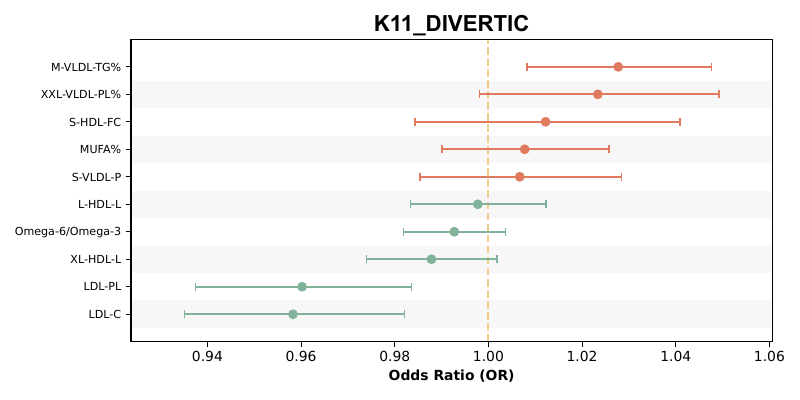 K11_DIVERTIC
M-VLDL-TG%
XXL-VLDL-PL%
S-HDL-FC
MUFA%
S-VLDL-P
L-HDL-L
Omega-6/Omega-3
XL-HDL-L
LDL-PL
LDL-C
0.94 0.96 0.98 1.00 1.02 1.04 1.06
Odds Ratio (OR)